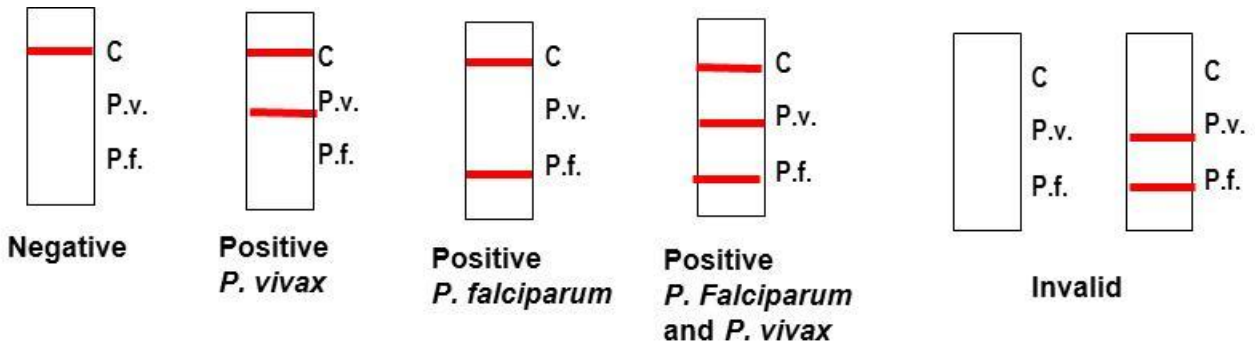 C
P.v.
P.f.
Negative
C
P.v.
P.f.
Positive
P. vivax
C
P.v.
P.f.
Positive
P. falciparum
C
P.v.
P.f.
Positive
P. Falciparum
and P. vivax
C
P.v.
P.f.
C
P.v.
P.f.
Invalid